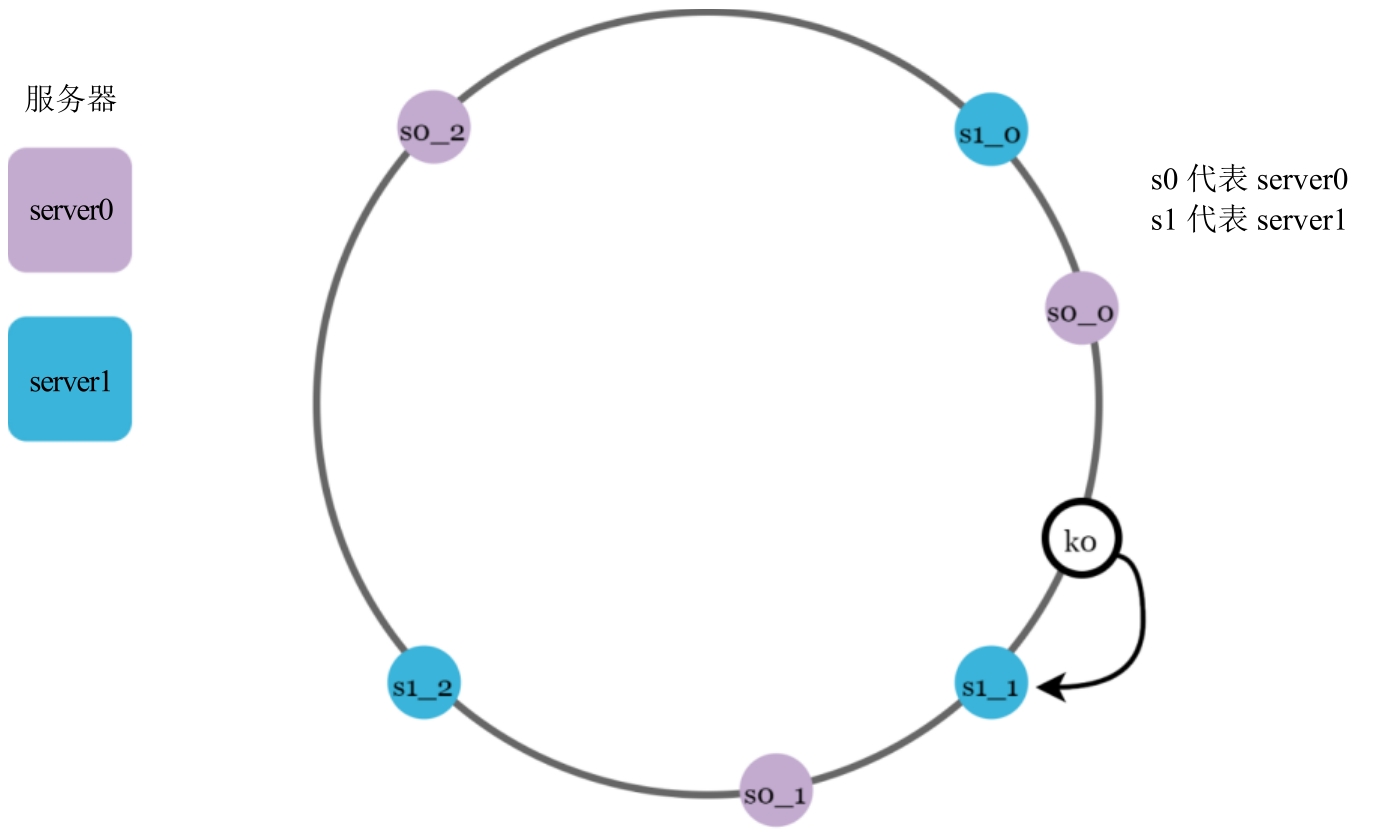 服务器
server0
server1
s0_2
s1_0
s0_0
k0
s1_1
s0_1
s1_2
s0 代表 server0
s1 代表 server1